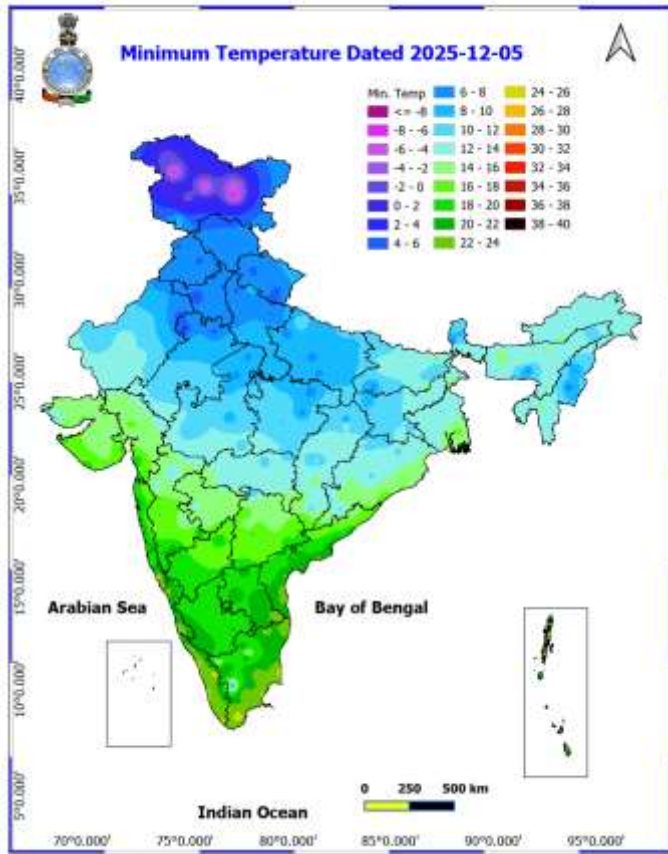 Minimum Temperature Dated 2025-12-05
Min. Temp
<= -8
-8 - -6
-6 - -4
-4 - -2
-2 - 0
0 - 2
2 - 4
4 - 6
6 - 8
8 - 10
10 - 12
12 - 14
14 - 16
16 - 18
18 - 20
20 - 22
22 - 24
24 - 26
26 - 28
28 - 30
30 - 32
32 - 34
34 - 36
36 - 38
38 - 40
40°0.000'
35°0.000'
30°0.000'
25°0.000'
20°0.000'
15°0.000'
10°0.000'
5°0.000'
Arabian Sea
Bay of Bengal
0 250 500 km
Indian Ocean
70°0.000' 75°0.000' 80°0.000' 85°0.000' 90°0.000' 95°0.000'